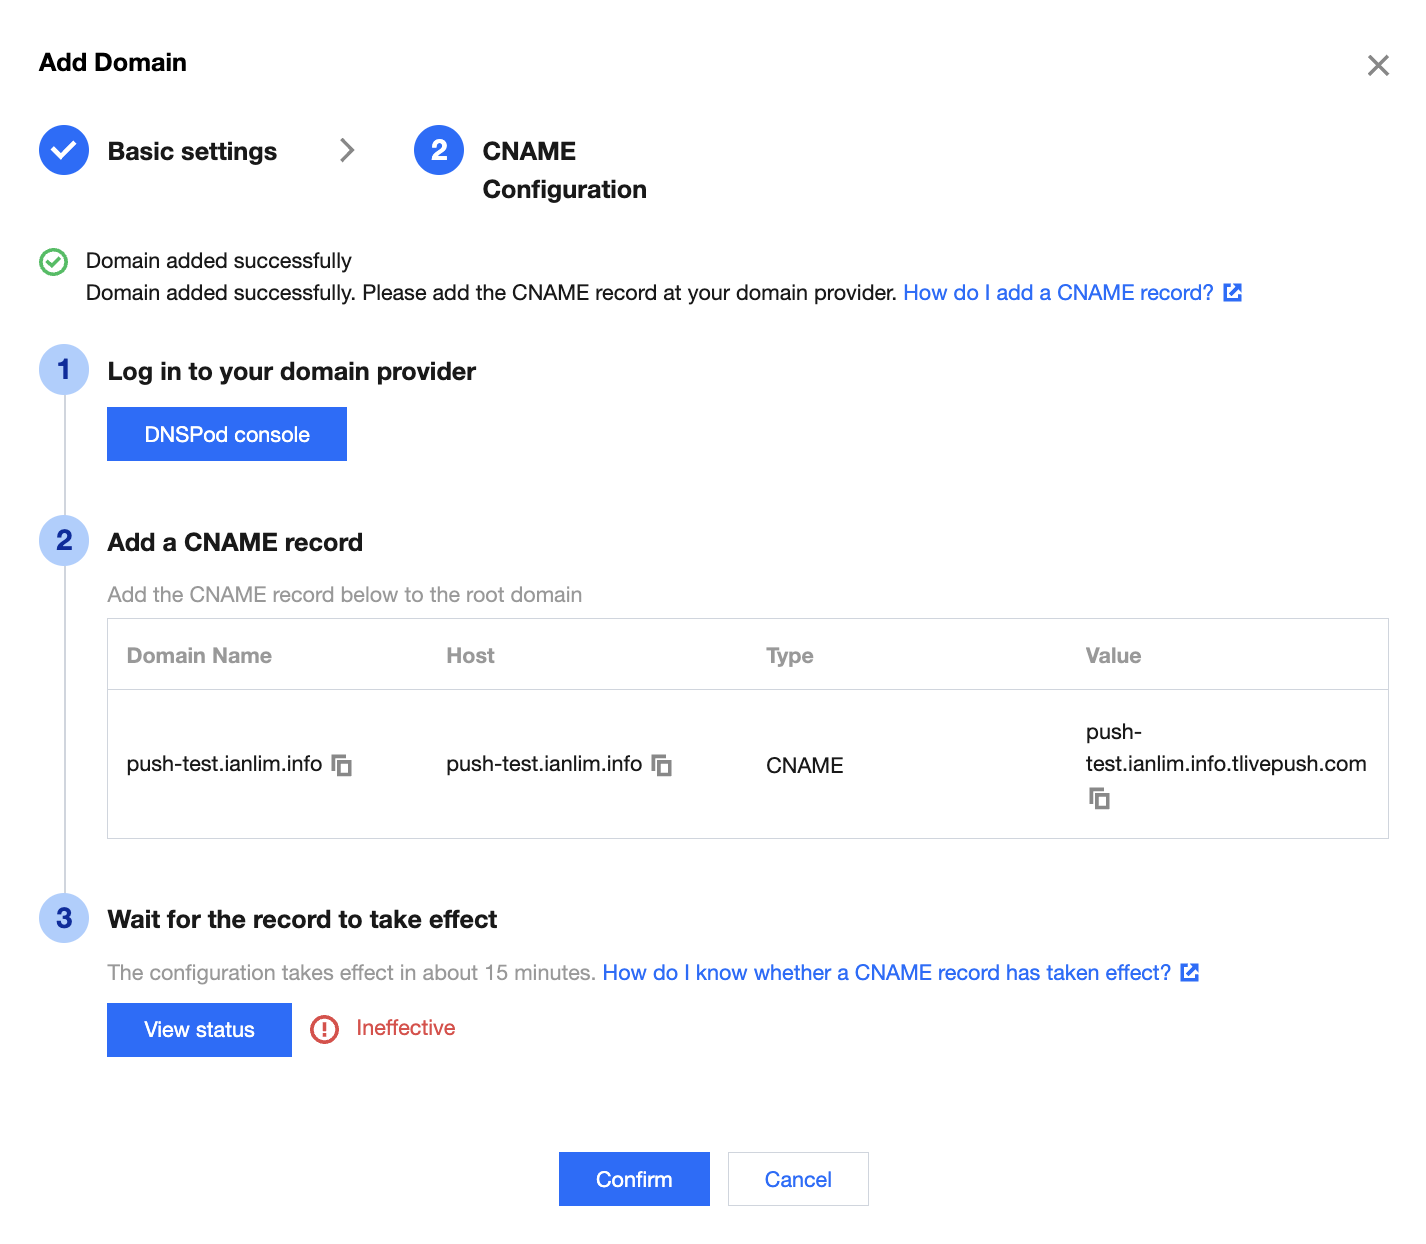 Add Domain
Basic settings
2
CNAME
Configuration
Domain added successfully
Domain added successfully. Please add the CNAME record at your domain provider. How do I add a CNAME record?
1
Log in to your domain provider
DNSPod console
2
Add a CNAME record
Add the CNAME record below to the root domain
Domain Name Host Type Value
push-test.ianlim.info push-test.ianlim.info CNAME push-
test.ianlim.info.tlivepush.com
3
Wait for the record to take effect
The configuration takes effect in about 15 minutes. How do I know whether a CNAME record has taken effect?
View status Ineffective
Confirm Cancel